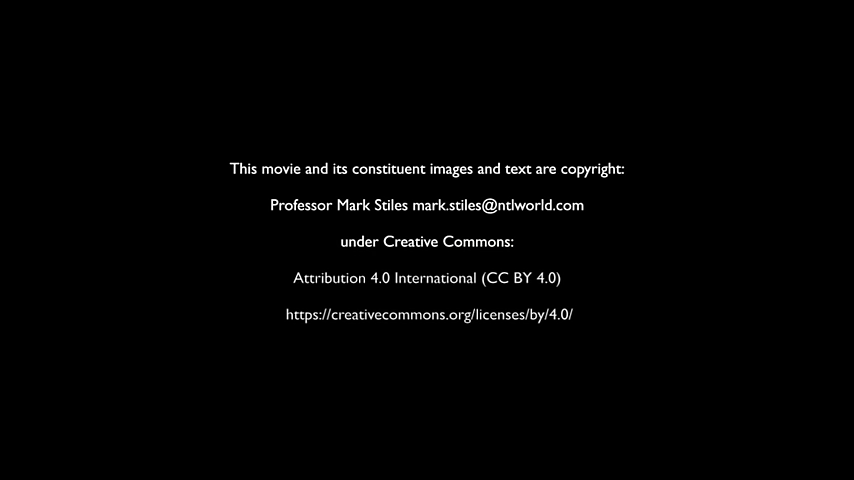 This movie and its constituent images and text are copyright:
Professor Mark Stiles mark.stiles@ntlworld.com
under Creative Commons:
Attribution 4.0 International (CC BY 4.0)
https://creativecommons.org/licenses/by/4.0/